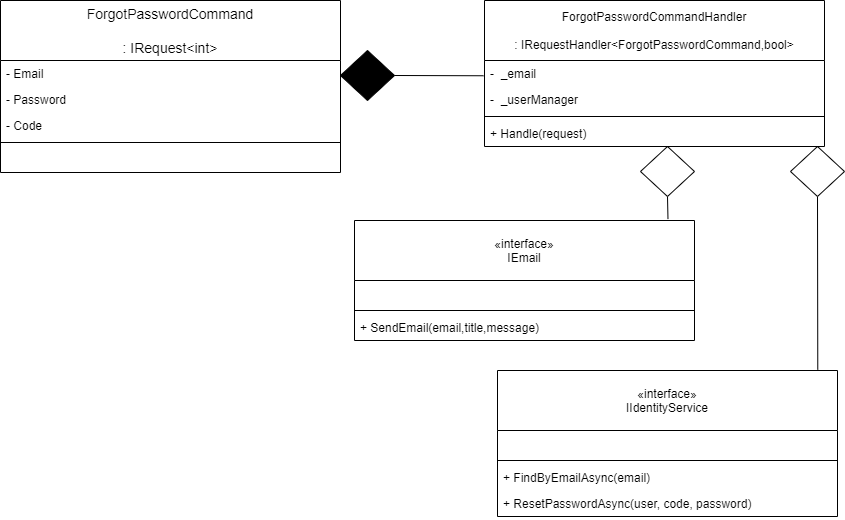 ForgotPasswordCommand
: IRequest<int>
- Email
- Password
- Code
ForgotPasswordCommandHandler
: IRequestHandler<ForgotPasswordCommand,bool>
- _email
- _userManager
+ Handle(request)
«interface»
IEmail
+ SendEmail(email,title,message)
«interface»
IIdentityService
+ FindByEmailAsync(email)
+ ResetPasswordAsync(user, code, password)